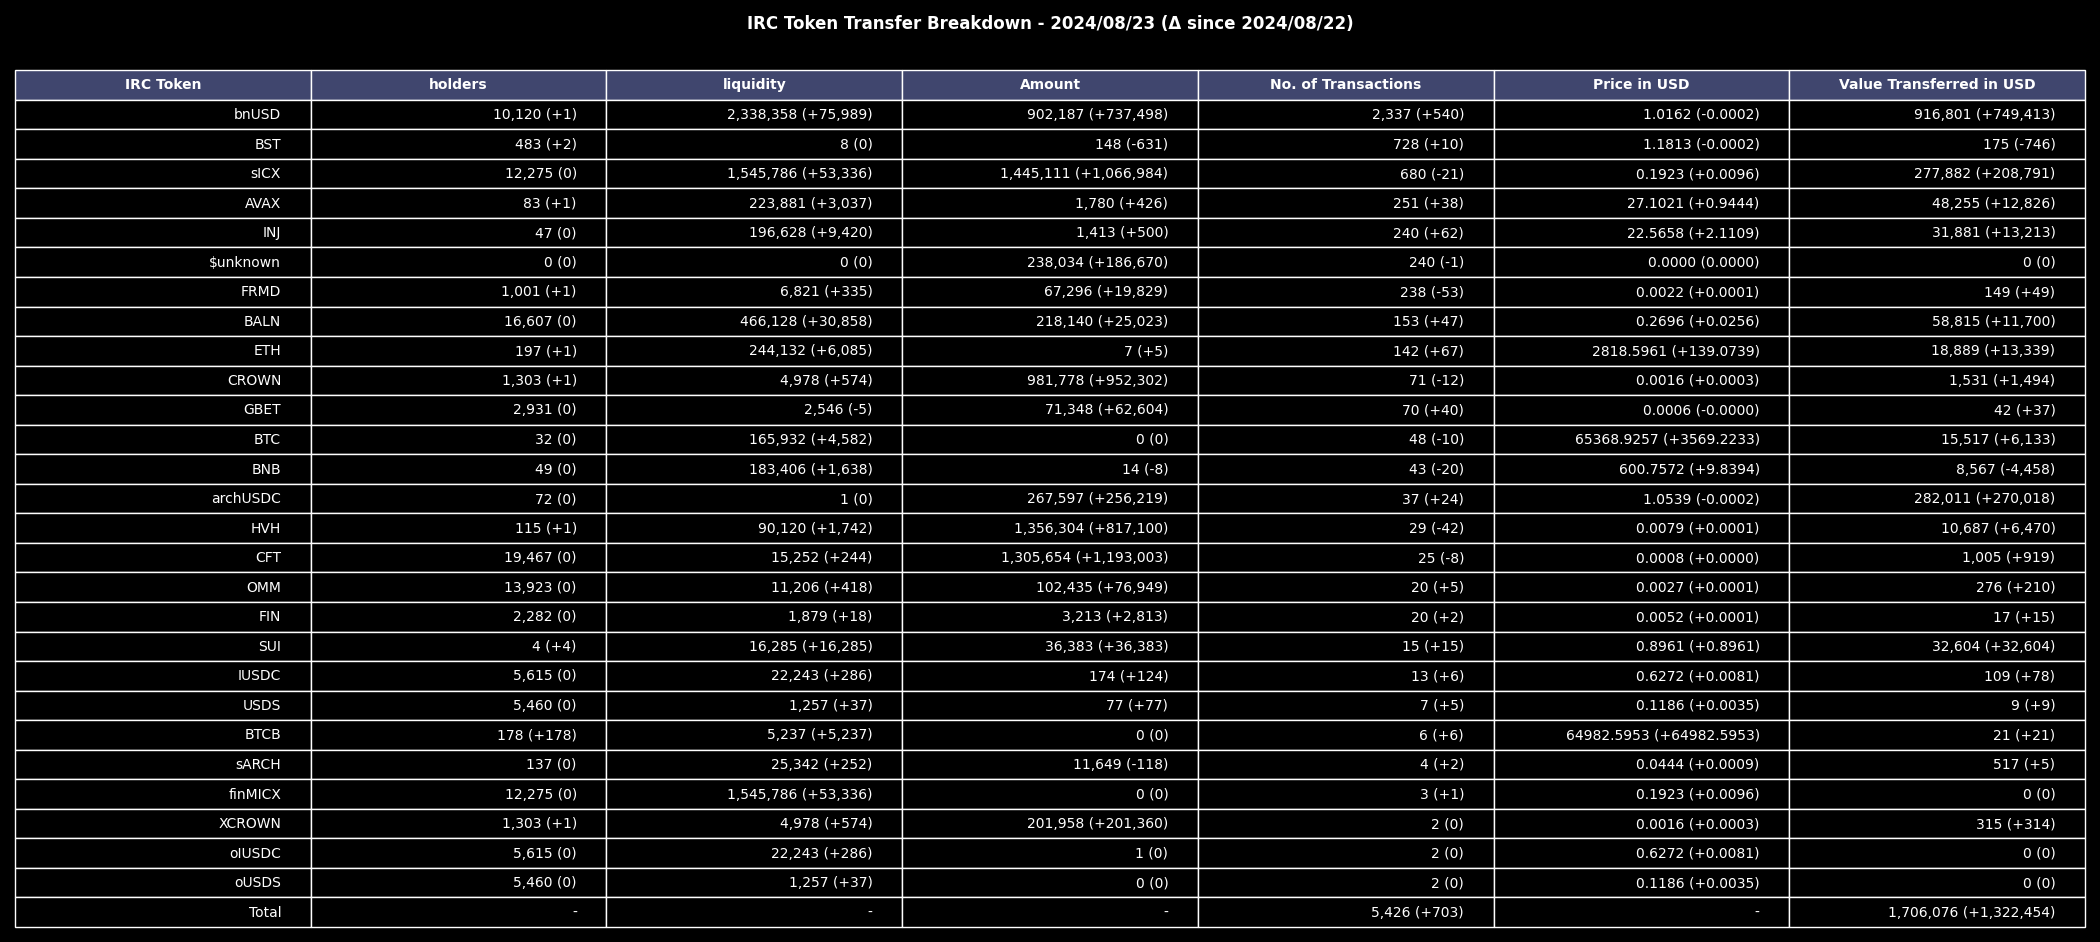 IRC Token Transfer Breakdown - 2024/08/23 (Δ since 2024/08/22)
IRC Token holders liquidity Amount No. of Transactions Price in USD Value Transferred in USD
bnUSD 10,120 (+1) 2,338,358 (+75,989) 902,187 (+737,498) 2,337 (+540) 1.0162 (-0.0002) 916,801 (+749,413)
BST 483 (+2) 8 (0) 148 (-631) 728 (+10) 1.1813 (-0.0002) 175 (-746)
sICX 12,275 (0) 1,545,786 (+53,336) 1,445,111 (+1,066,984) 680 (-21) 0.1923 (+0.0096) 277,882 (+208,791)
AVAX 83 (+1) 223,881 (+3,037) 1,780 (+426) 251 (+38) 27.1021 (+0.9444) 48,255 (+12,826)
INJ 47 (0) 196,628 (+9,420) 1,413 (+500) 240 (+62) 22.5658 (+2.1109) 31,881 (+13,213)
$unknown 0 (0) 0 (0) 238,034 (+186,670) 240 (-1) 0.0000 (0.0000) 0 (0)
FRMD 1,001 (+1) 6,821 (+335) 67,296 (+19,829) 238 (-53) 0.0022 (+0.0001) 149 (+49)
BALN 16,607 (0) 466,128 (+30,858) 218,140 (+25,023) 153 (+47) 0.2696 (+0.0256) 58,815 (+11,700)
ETH 197 (+1) 244,132 (+6,085) 7 (+5) 142 (+67) 2818.5961 (+139.0739) 18,889 (+13,339)
CROWN 1,303 (+1) 4,978 (+574) 981,778 (+952,302) 71 (-12) 0.0016 (+0.0003) 1,531 (+1,494)
GBET 2,931 (0) 2,546 (-5) 71,348 (+62,604) 70 (+40) 0.0006 (-0.0000) 42 (+37)
BTC 32 (0) 165,932 (+4,582) 0 (0) 48 (-10) 65368.9257 (+3569.2233) 15,517 (+6,133)
BNB 49 (0) 183,406 (+1,638) 14 (-8) 43 (-20) 600.7572 (+9.8394) 8,567 (-4,458)
archUSDC 72 (0) 1 (0) 267,597 (+256,219) 37 (+24) 1.0539 (-0.0002) 282,011 (+270,018)
HVH 115 (+1) 90,120 (+1,742) 1,356,304 (+817,100) 29 (-42) 0.0079 (+0.0001) 10,687 (+6,470)
CFT 19,467 (0) 15,252 (+244) 1,305,654 (+1,193,003) 25 (-8) 0.0008 (+0.0000) 1,005 (+919)
OMM 13,923 (0) 11,206 (+418) 102,435 (+76,949) 20 (+5) 0.0027 (+0.0001) 276 (+210)
FIN 2,282 (0) 1,879 (+18) 3,213 (+2,813) 20 (+2) 0.0052 (+0.0001) 17 (+15)
SUI 4 (+4) 16,285 (+16,285) 36,383 (+36,383) 15 (+15) 0.8961 (+0.8961) 32,604 (+32,604)
IUSDC 5,615 (0) 22,243 (+286) 174 (+124) 13 (+6) 0.6272 (+0.0081) 109 (+78)
USDS 5,460 (0) 1,257 (+37) 77 (+77) 7 (+5) 0.1186 (+0.0035) 9 (+9)
BTCB 178 (+178) 5,237 (+5,237) 0 (0) 6 (+6) 64982.5953 (+64982.5953) 21 (+21)
sARCH 137 (0) 25,342 (+252) 11,649 (-118) 4 (+2) 0.0444 (+0.0009) 517 (+5)
finMICX 12,275 (0) 1,545,786 (+53,336) 0 (0) 3 (+1) 0.1923 (+0.0096) 0 (0)
XCROWN 1,303 (+1) 4,978 (+574) 201,958 (+201,360) 2 (0) 0.0016 (+0.0003) 315 (+314)
oIUSDC 5,615 (0) 22,243 (+286) 1 (0) 2 (0) 0.6272 (+0.0081) 0 (0)
oUSDS 5,460 (0) 1,257 (+37) 0 (0) 2 (0) 0.1186 (+0.0035) 0 (0)
Total - - - 5,426 (+703) - 1,706,076 (+1,322,454)